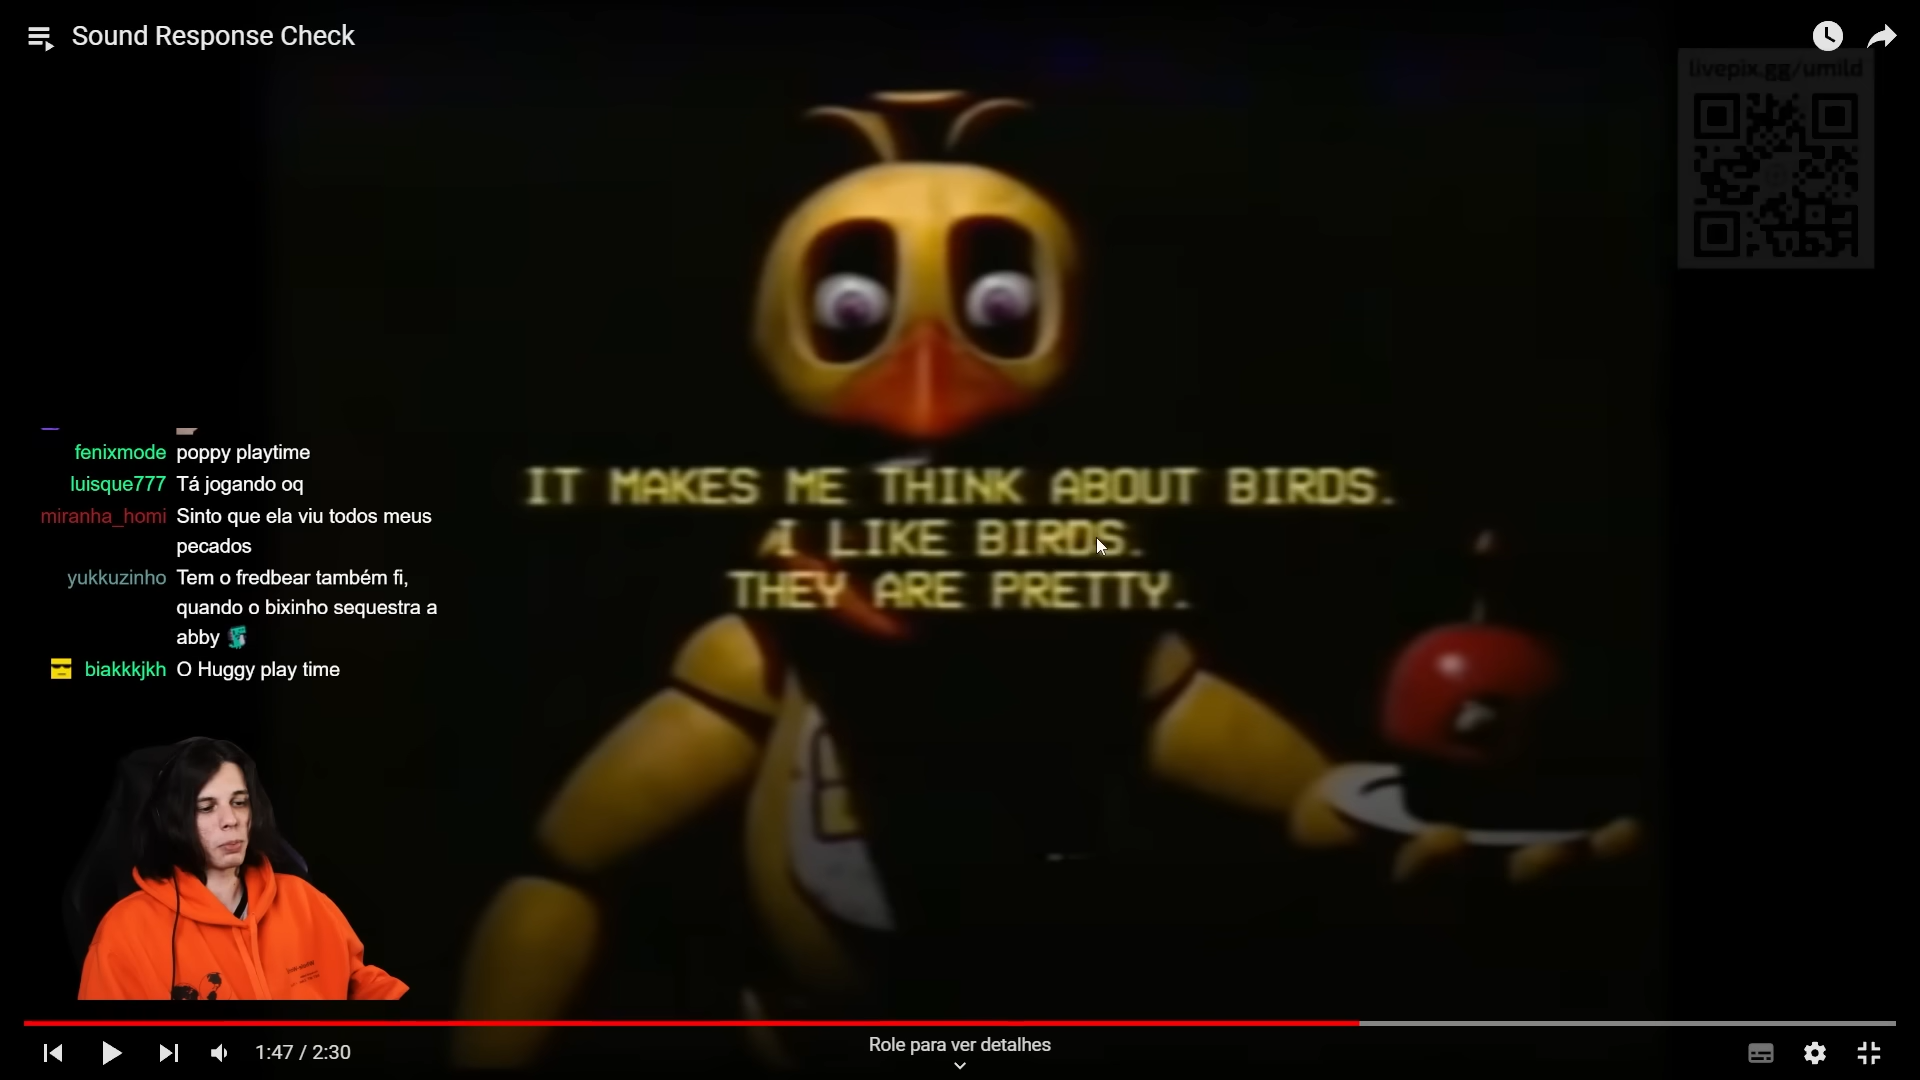 Sound Response Check
livepix.gg/umild
IT MAKES ME THINK ABOUT BIRDS.
I LIKE BIRDS.
THEY ARE PRETTY.
fenixmode poppy playtime
luisque777 Tá jogando oq
miranha_homi Sinto que ela viu todos meus
pecados
yukkuzinho Tem o fredbear também fi,
quando o bixinho sequestra a
abby
biakkkjkh O Huggy play time
Role para ver detalhes
1:47 / 2:30